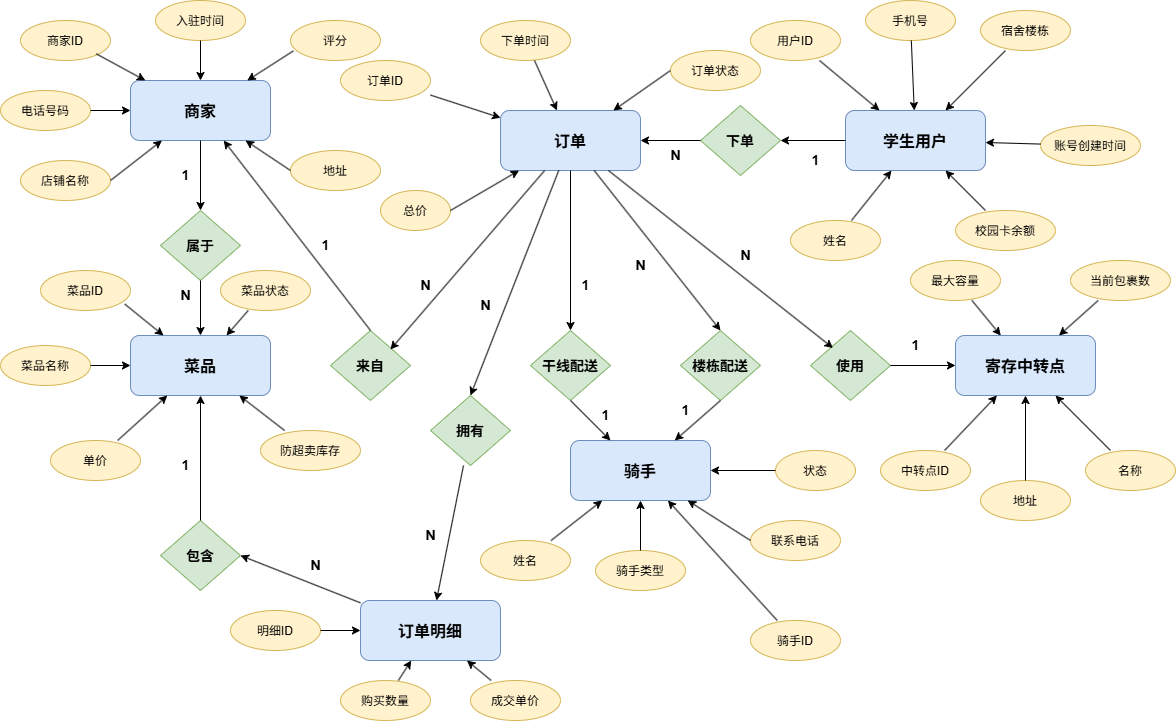 入驻时间
商家ID
评分
电话号码
商家
店铺名称
地址
1
属于
N
菜品ID
菜品状态
菜品名称
菜品
单价
防超卖库存
1
包含
N
下单时间
订单ID
订单状态
订单
总价
N
下单
1
手机号
用户ID
宿舍楼栋
学生用户
账号创建时间
姓名
校园卡余额
1
N
N
1
N
N
来自
拥有
干线配送
楼栋配送
使用
1
最大容量
当前包裹数
寄存中转点
中转点ID
地址
名称
1
1
骑手
状态
姓名
骑手类型
联系电话
骑手ID
N
订单明细
明细ID
购买数量
成交单价